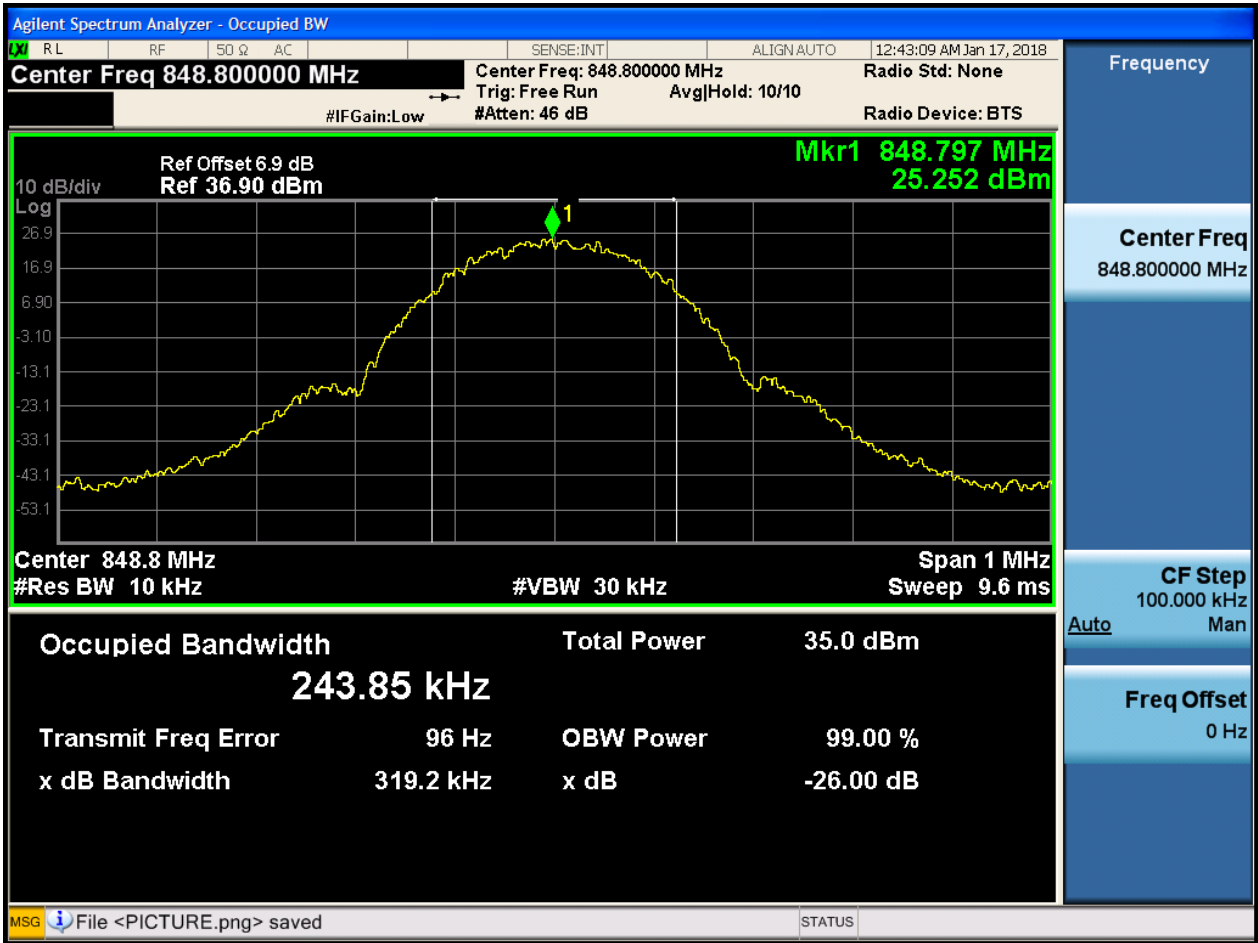 Agilent Spectrum Analyzer - Occupied BW
LXI RL RF 50 Ω AC SENSE:INT ALIGN AUTO 12:43:09 AM Jan 17, 2018
Center Freq 848.800000 MHz
Center Freq: 848.800000 MHz Radio Std: None
Trig: Free Run Avg|Hold: 10/10
#IFGain:Low #Atten: 46 dB Radio Device: BTS
Mkr1 848.797 MHz
25.252 dBm
Ref Offset 6.9 dB
10 dB/div Ref 36.90 dBm
Log
1
26.9
16.9
6.90
-3.10
-13.1
-23.1
-33.1
-43.1
-53.1
Center 848.8 MHz Span 1 MHz
#Res BW 10 kHz #VBW 30 kHz Sweep 9.6 ms
Occupied Bandwidth Total Power 35.0 dBm
243.85 kHz
Transmit Freq Error 96 Hz OBW Power 99.00 %
x dB Bandwidth 319.2 kHz x dB -26.00 dB
Frequency
Center Freq
848.800000 MHz
CF Step
100.000 kHz
Auto Man
Freq Offset
0 Hz
MSG File <PICTURE.png> saved STATUS